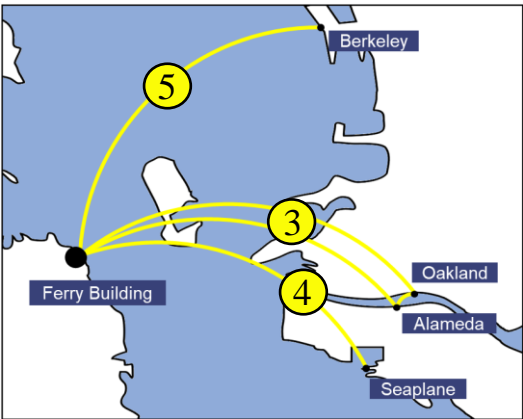 Berkeley
5
3
Oakland
Ferry Building
4
Alameda
Seaplane